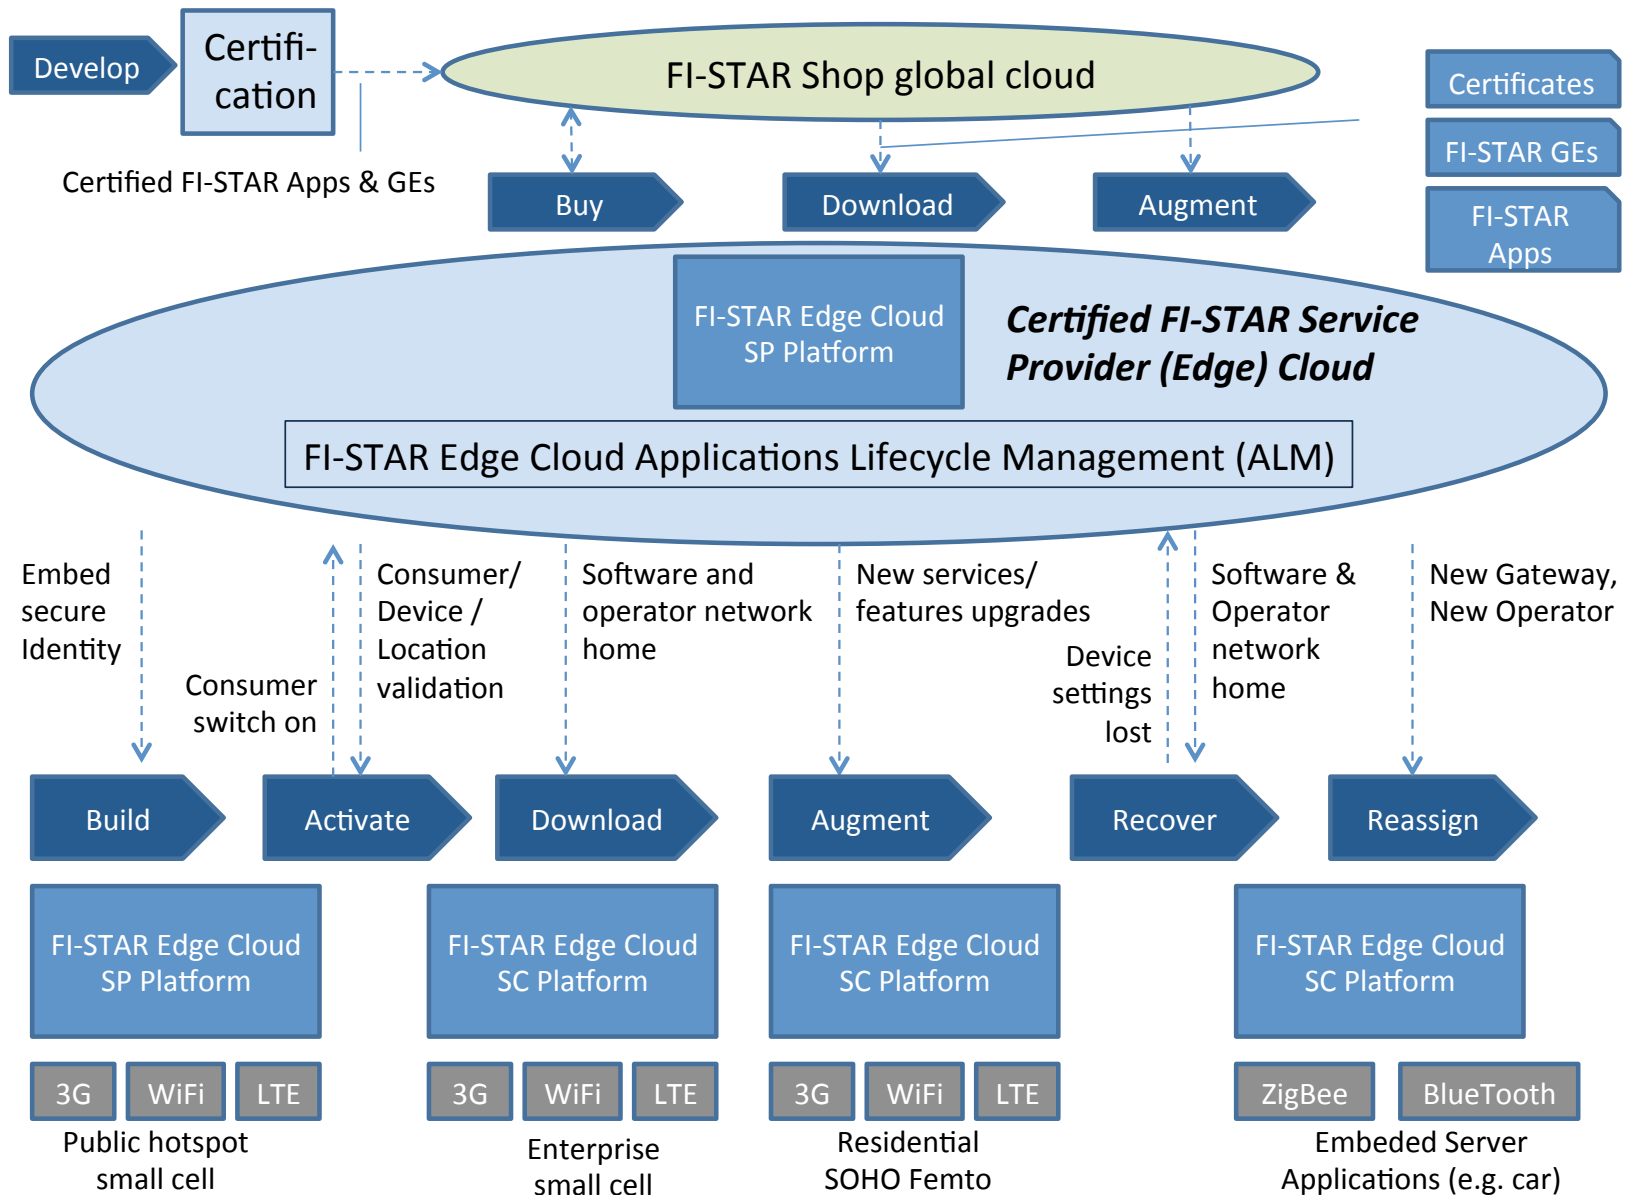 Develop
Certifi-
cation
FI-STAR Shop global cloud
Certificates
FI-STAR GEs
FI-STAR
Apps
Certified FI-STAR Apps & GEs
Buy
Download
Augment
FI-STAR Edge Cloud
SP Platform
Certified FI-STAR Service
Provider (Edge) Cloud
FI-STAR Edge Cloud Applications Lifecycle Management (ALM)
Embed
secure
Identity
Consumer
switch on
Consumer/
Device /
Location
validation
Software and
operator network
home
New services/
features upgrades
Device
settings
lost
Software &
Operator
network
home
New Gateway,
New Operator
Build
Activate
Download
Augment
Recover
Reassign
FI-STAR Edge Cloud
SP Platform
FI-STAR Edge Cloud
SC Platform
FI-STAR Edge Cloud
SC Platform
FI-STAR Edge Cloud
SC Platform
3G
WiFi
LTE
3G
WiFi
LTE
3G
WiFi
LTE
ZigBee
BlueTooth
Public hotspot
small cell
Enterprise
small cell
Residential
SOHO Femto
Embeded Server
Applications (e.g. car)